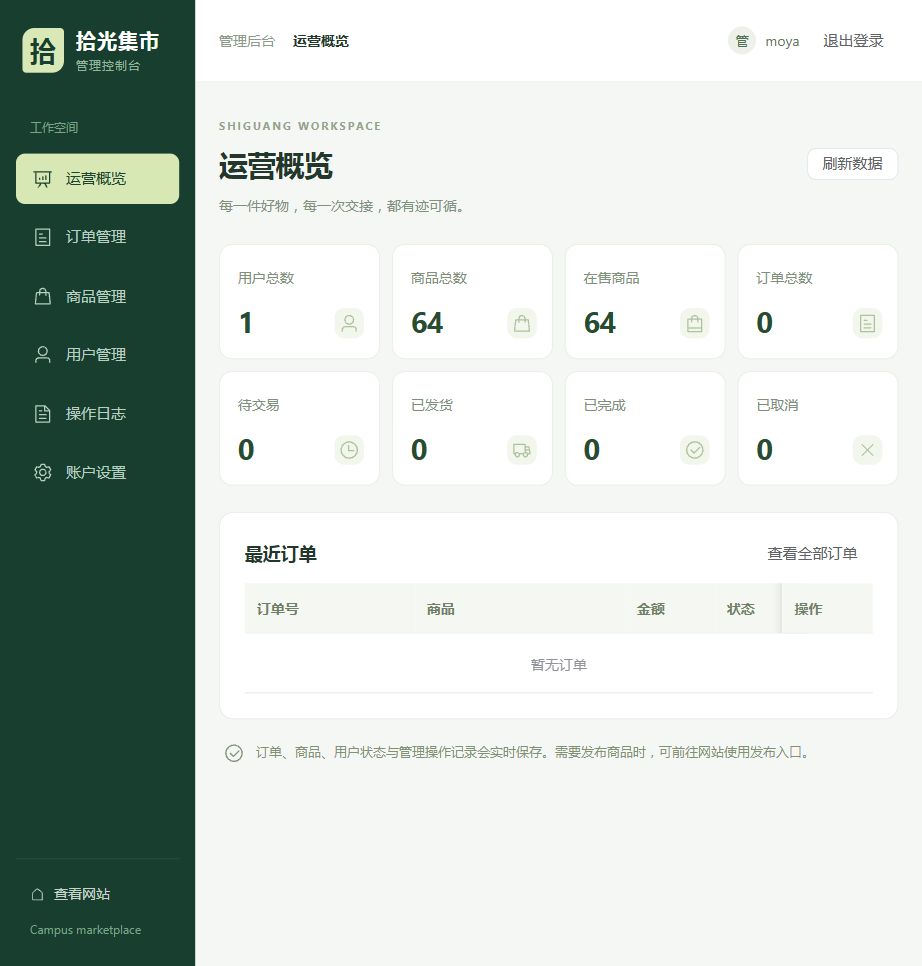 拾
拾光集市
管理控制台
工作空间
运营概览
订单管理
商品管理
用户管理
操作日志
账户设置
查看网站
Campus marketplace
管理后台 运营概览
管 moya 退出登录
SHIGUANG WORKSPACE
运营概览
刷新数据
每一件好物，每一次交接，都有迹可循。
用户总数 商品总数 在售商品 订单总数
1 64 64 0
待交易 已发货 已完成 已取消
0 0 0 0
最近订单 查看全部订单
订单号 商品 金额 状态 操作
暂无订单
订单、商品、用户状态与管理操作记录会实时保存。需要发布商品时，可前往网站使用发布入口。